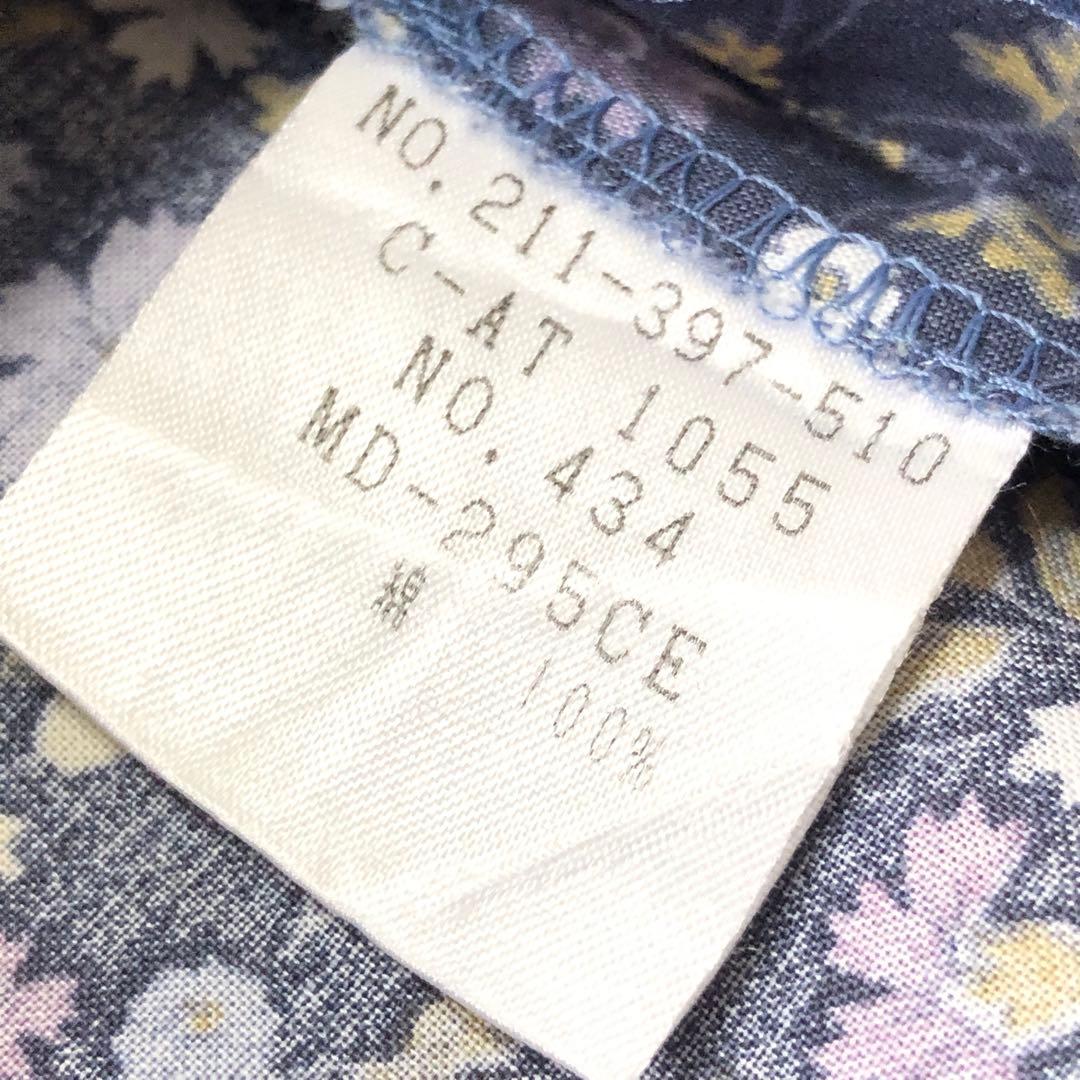 NO.211-397-510
C-AT 1055
NO.434
MD-295CE
綿 100%